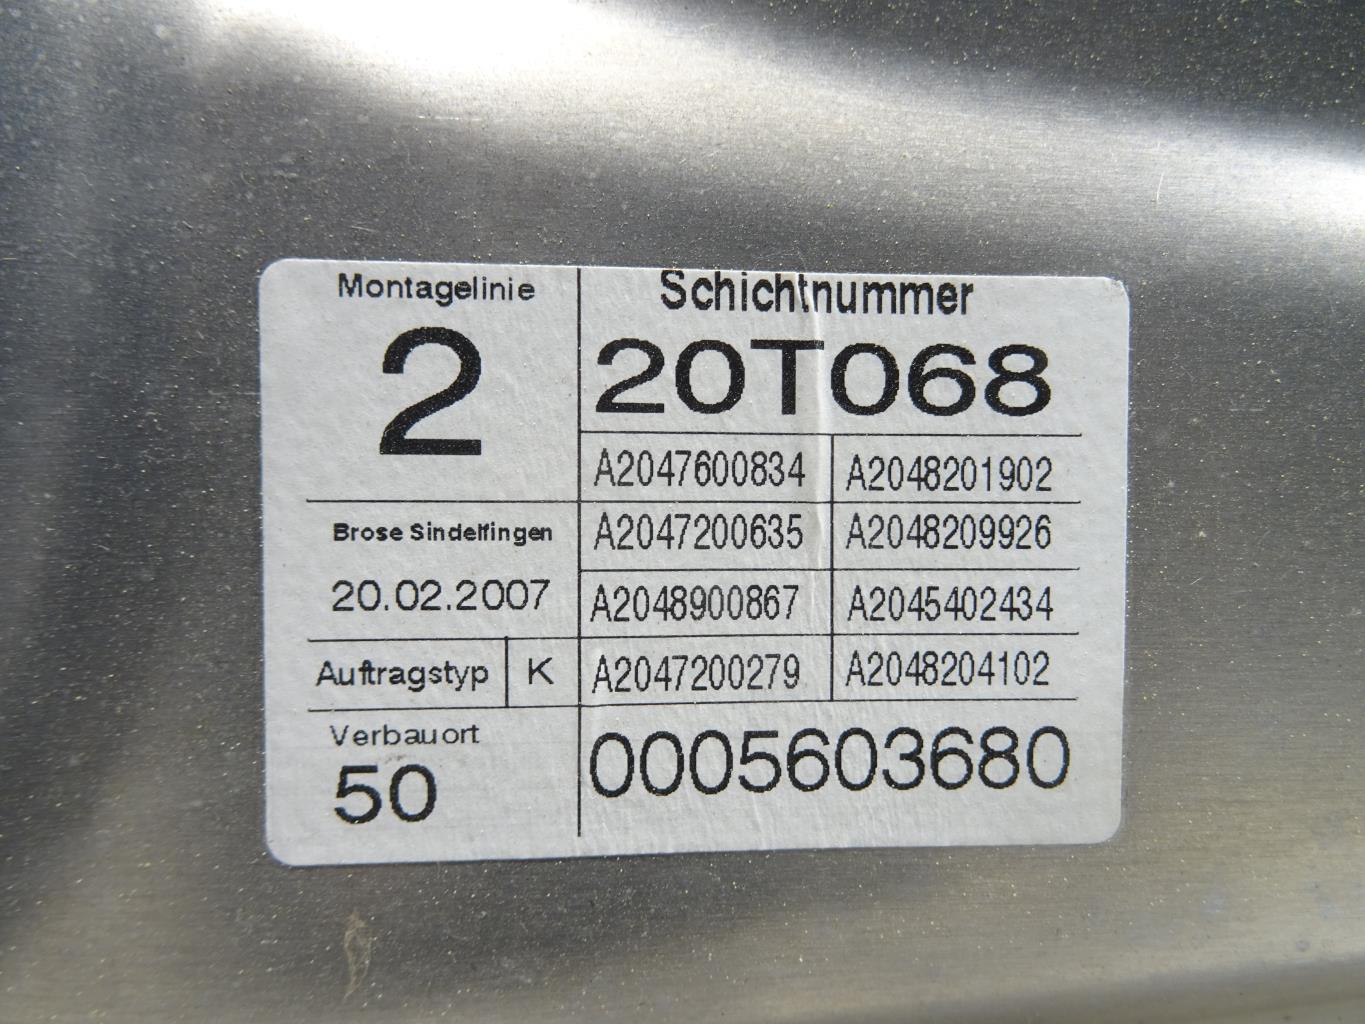 Montagelinie
2
Schichtnummer
20T068
A2047600834 A2048201902
Brose Sindelfingen
A2047200635 A2048209926
20.02.2007
A2048900867 A2045402434
Auftragstyp K
A2047200279 A2048204102
Verbauort
50
0005603680